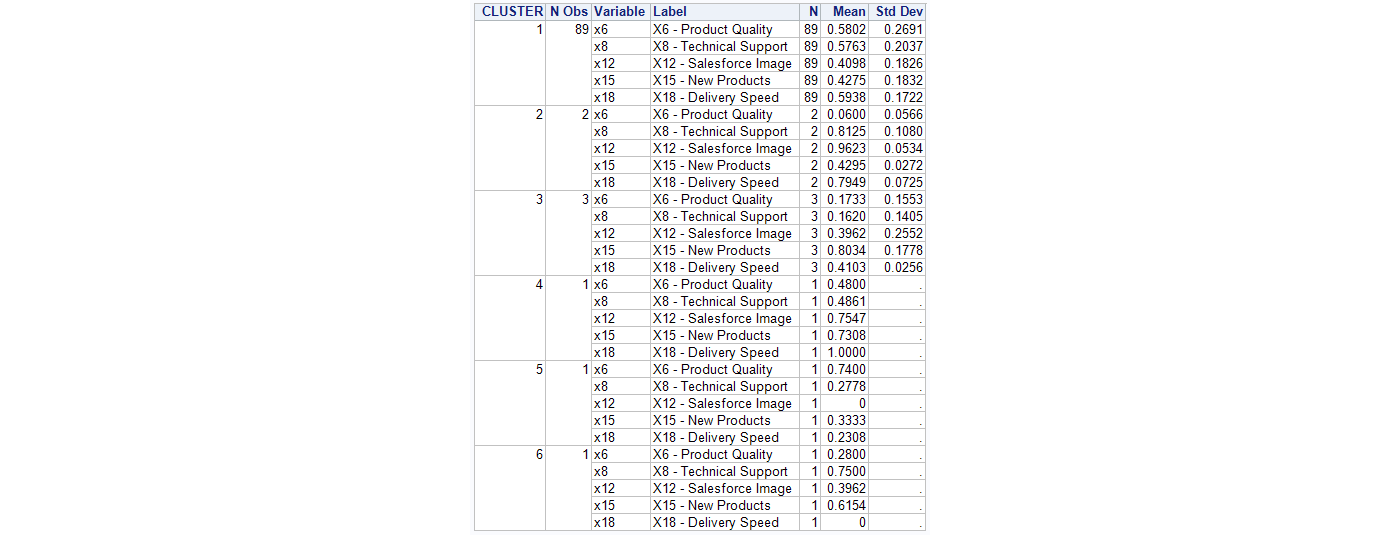 CLUSTER N Obs Variable Label N Mean Std Dev
1 89 x6 X6 - Product Quality 89 0.5802 0.2691
x8 X8 - Technical Support 89 0.5763 0.2037
x12 X12 - Salesforce Image 89 0.4098 0.1826
x15 X15 - New Products 89 0.4275 0.1832
x18 X18 - Delivery Speed 89 0.5938 0.1722
2 2 x6 X6 - Product Quality 2 0.0600 0.0566
x8 X8 - Technical Support 2 0.8125 0.1080
x12 X12 - Salesforce Image 2 0.9623 0.0534
x15 X15 - New Products 2 0.4295 0.0272
x18 X18 - Delivery Speed 2 0.7949 0.0725
3 3 x6 X6 - Product Quality 3 0.1733 0.1553
x8 X8 - Technical Support 3 0.1620 0.1405
x12 X12 - Salesforce Image 3 0.3962 0.2552
x15 X15 - New Products 3 0.8034 0.1778
x18 X18 - Delivery Speed 3 0.4103 0.0256
4 1 x6 X6 - Product Quality 1 0.4800 .
x8 X8 - Technical Support 1 0.4861 .
x12 X12 - Salesforce Image 1 0.7547 .
x15 X15 - New Products 1 0.7308 .
x18 X18 - Delivery Speed 1 1.0000 .
5 1 x6 X6 - Product Quality 1 0.7400 .
x8 X8 - Technical Support 1 0.2778 .
x12 X12 - Salesforce Image 1 0 .
x15 X15 - New Products 1 0.3333 .
x18 X18 - Delivery Speed 1 0.2308 .
6 1 x6 X6 - Product Quality 1 0.2800 .
x8 X8 - Technical Support 1 0.7500 .
x12 X12 - Salesforce Image 1 0.3962 .
x15 X15 - New Products 1 0.6154 .
x18 X18 - Delivery Speed 1 0 .